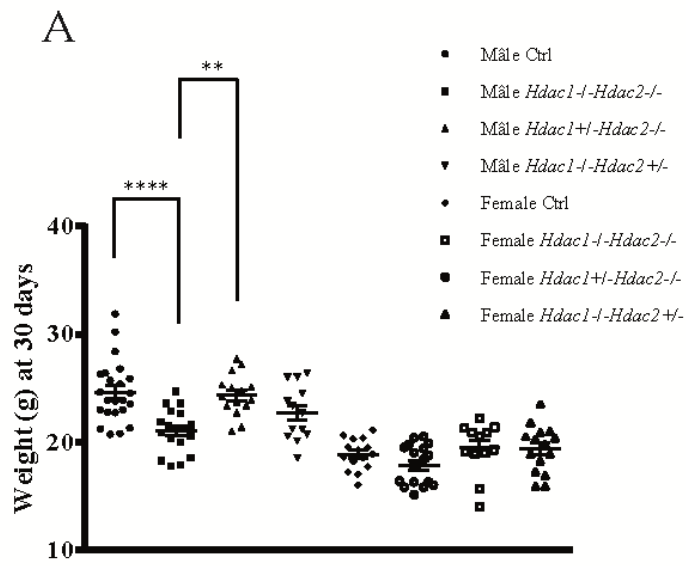 A
**
****
Mâle Ctrl
Mâle Hdac1-/-Hdac2-/-
Mâle Hdac1+/-Hdac2-/-
Mâle Hdac1-/-Hdac2+/-
Female Ctrl
Female Hdac1-/-Hdac2-/-
Female Hdac1+/-Hdac2-/-
Female Hdac1-/-Hdac2+/-
40
30
20
10
Weight (g) at 30 days